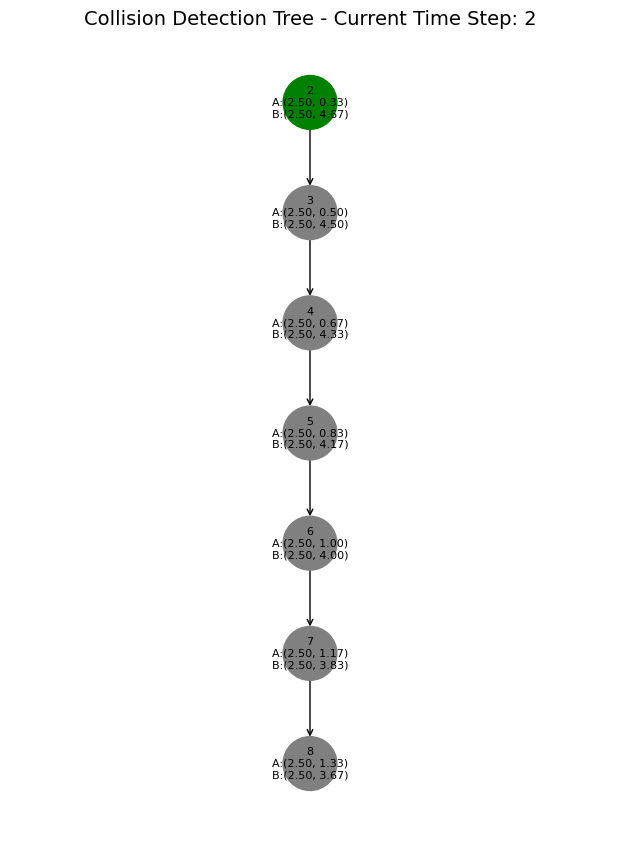 Collision Detection Tree - Current Time Step: 2
2
A:(2.50, 0.33)
B:(2.50, 4.67)
3
A:(2.50, 0.50)
B:(2.50, 4.50)
4
A:(2.50, 0.67)
B:(2.50, 4.33)
5
A:(2.50, 0.83)
B:(2.50, 4.17)
6
A:(2.50, 1.00)
B:(2.50, 4.00)
7
A:(2.50, 1.17)
B:(2.50, 3.83)
8
A:(2.50, 1.33)
B:(2.50, 3.67)